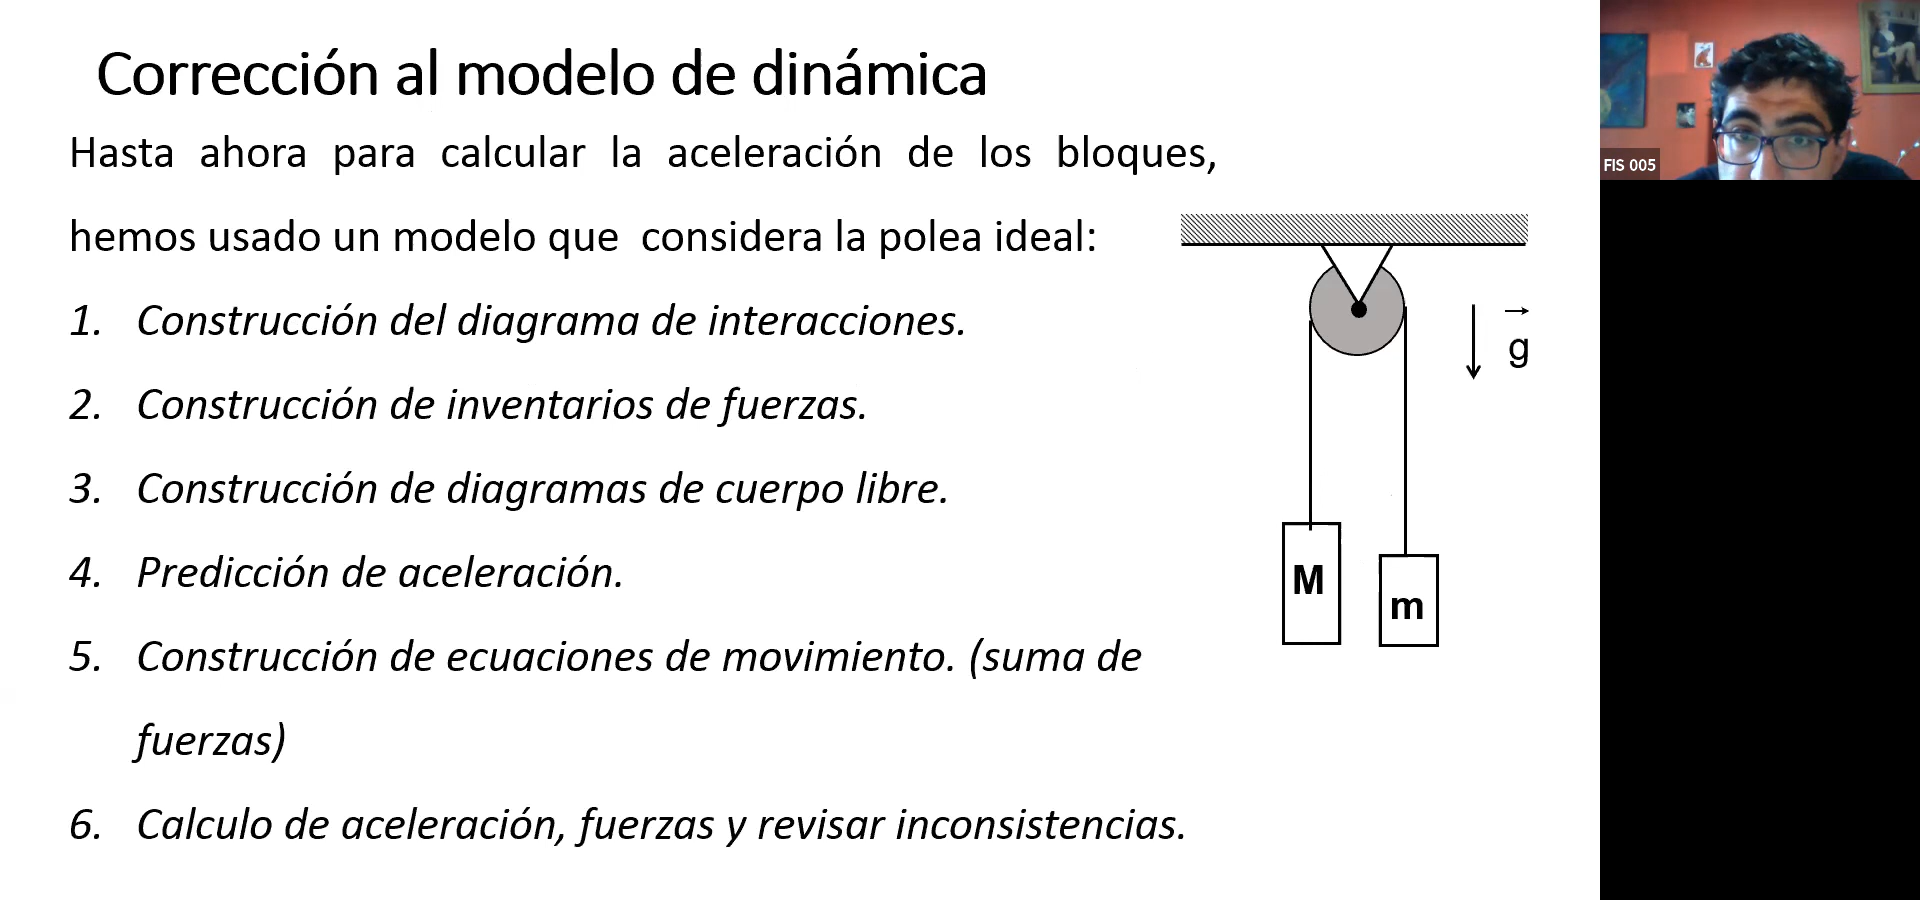 Corrección al modelo de dinámica
Hasta ahora para calcular la aceleración de los bloques,
hemos usado un modelo que considera la polea ideal:
1. Construcción del diagrama de interacciones.
2. Construcción de inventarios de fuerzas.
3. Construcción de diagramas de cuerpo libre.
4. Predicción de aceleración.
5. Construcción de ecuaciones de movimiento. (suma de
fuerzas)
6. Calculo de aceleración, fuerzas y revisar inconsistencias.
g
M
m
FIS 005